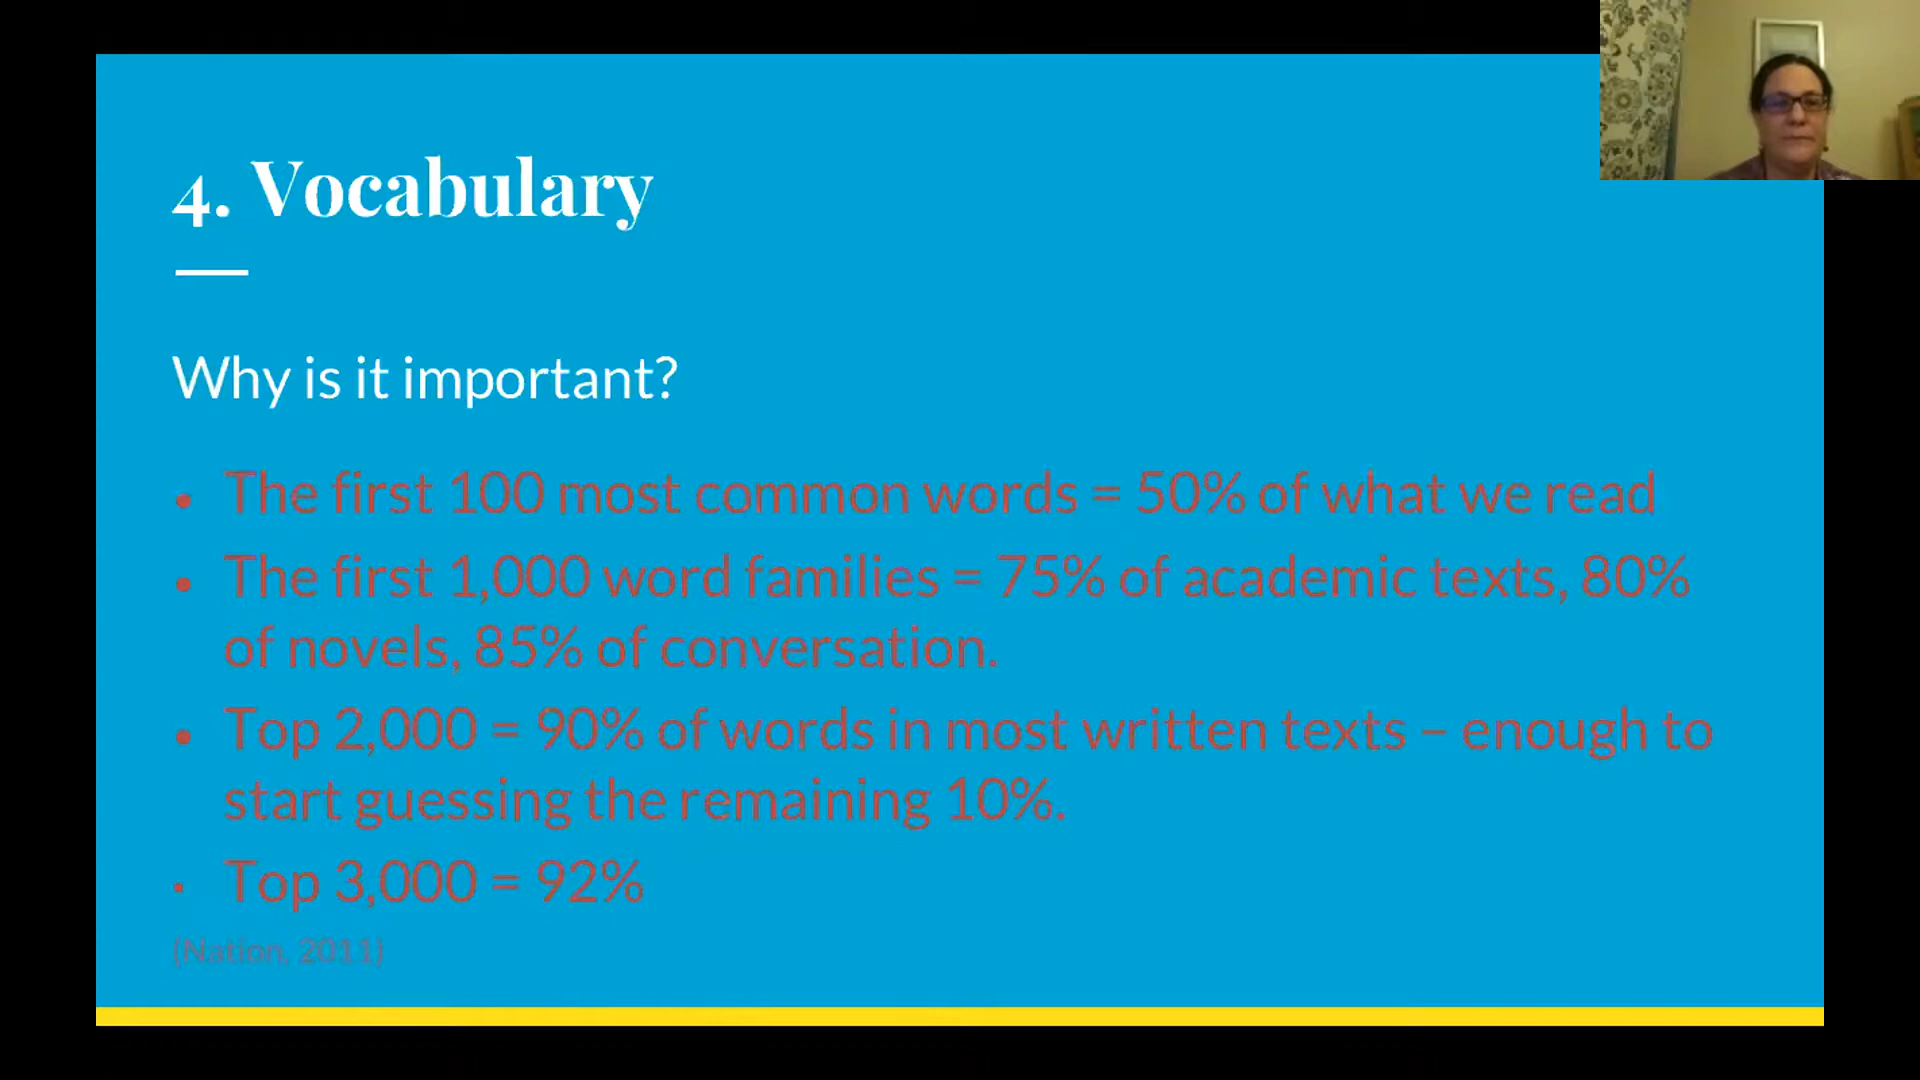 4. Vocabulary
Why is it important?
• The first 100 most common words = 50% of what we read
• The first 1,000 word families = 75% of academic texts, 80%
of novels, 85% of conversation.
• Top 2,000 = 90% of words in most written texts – enough to
start guessing the remaining 10%.
• Top 3,000 = 92%
(Nation, 2011)